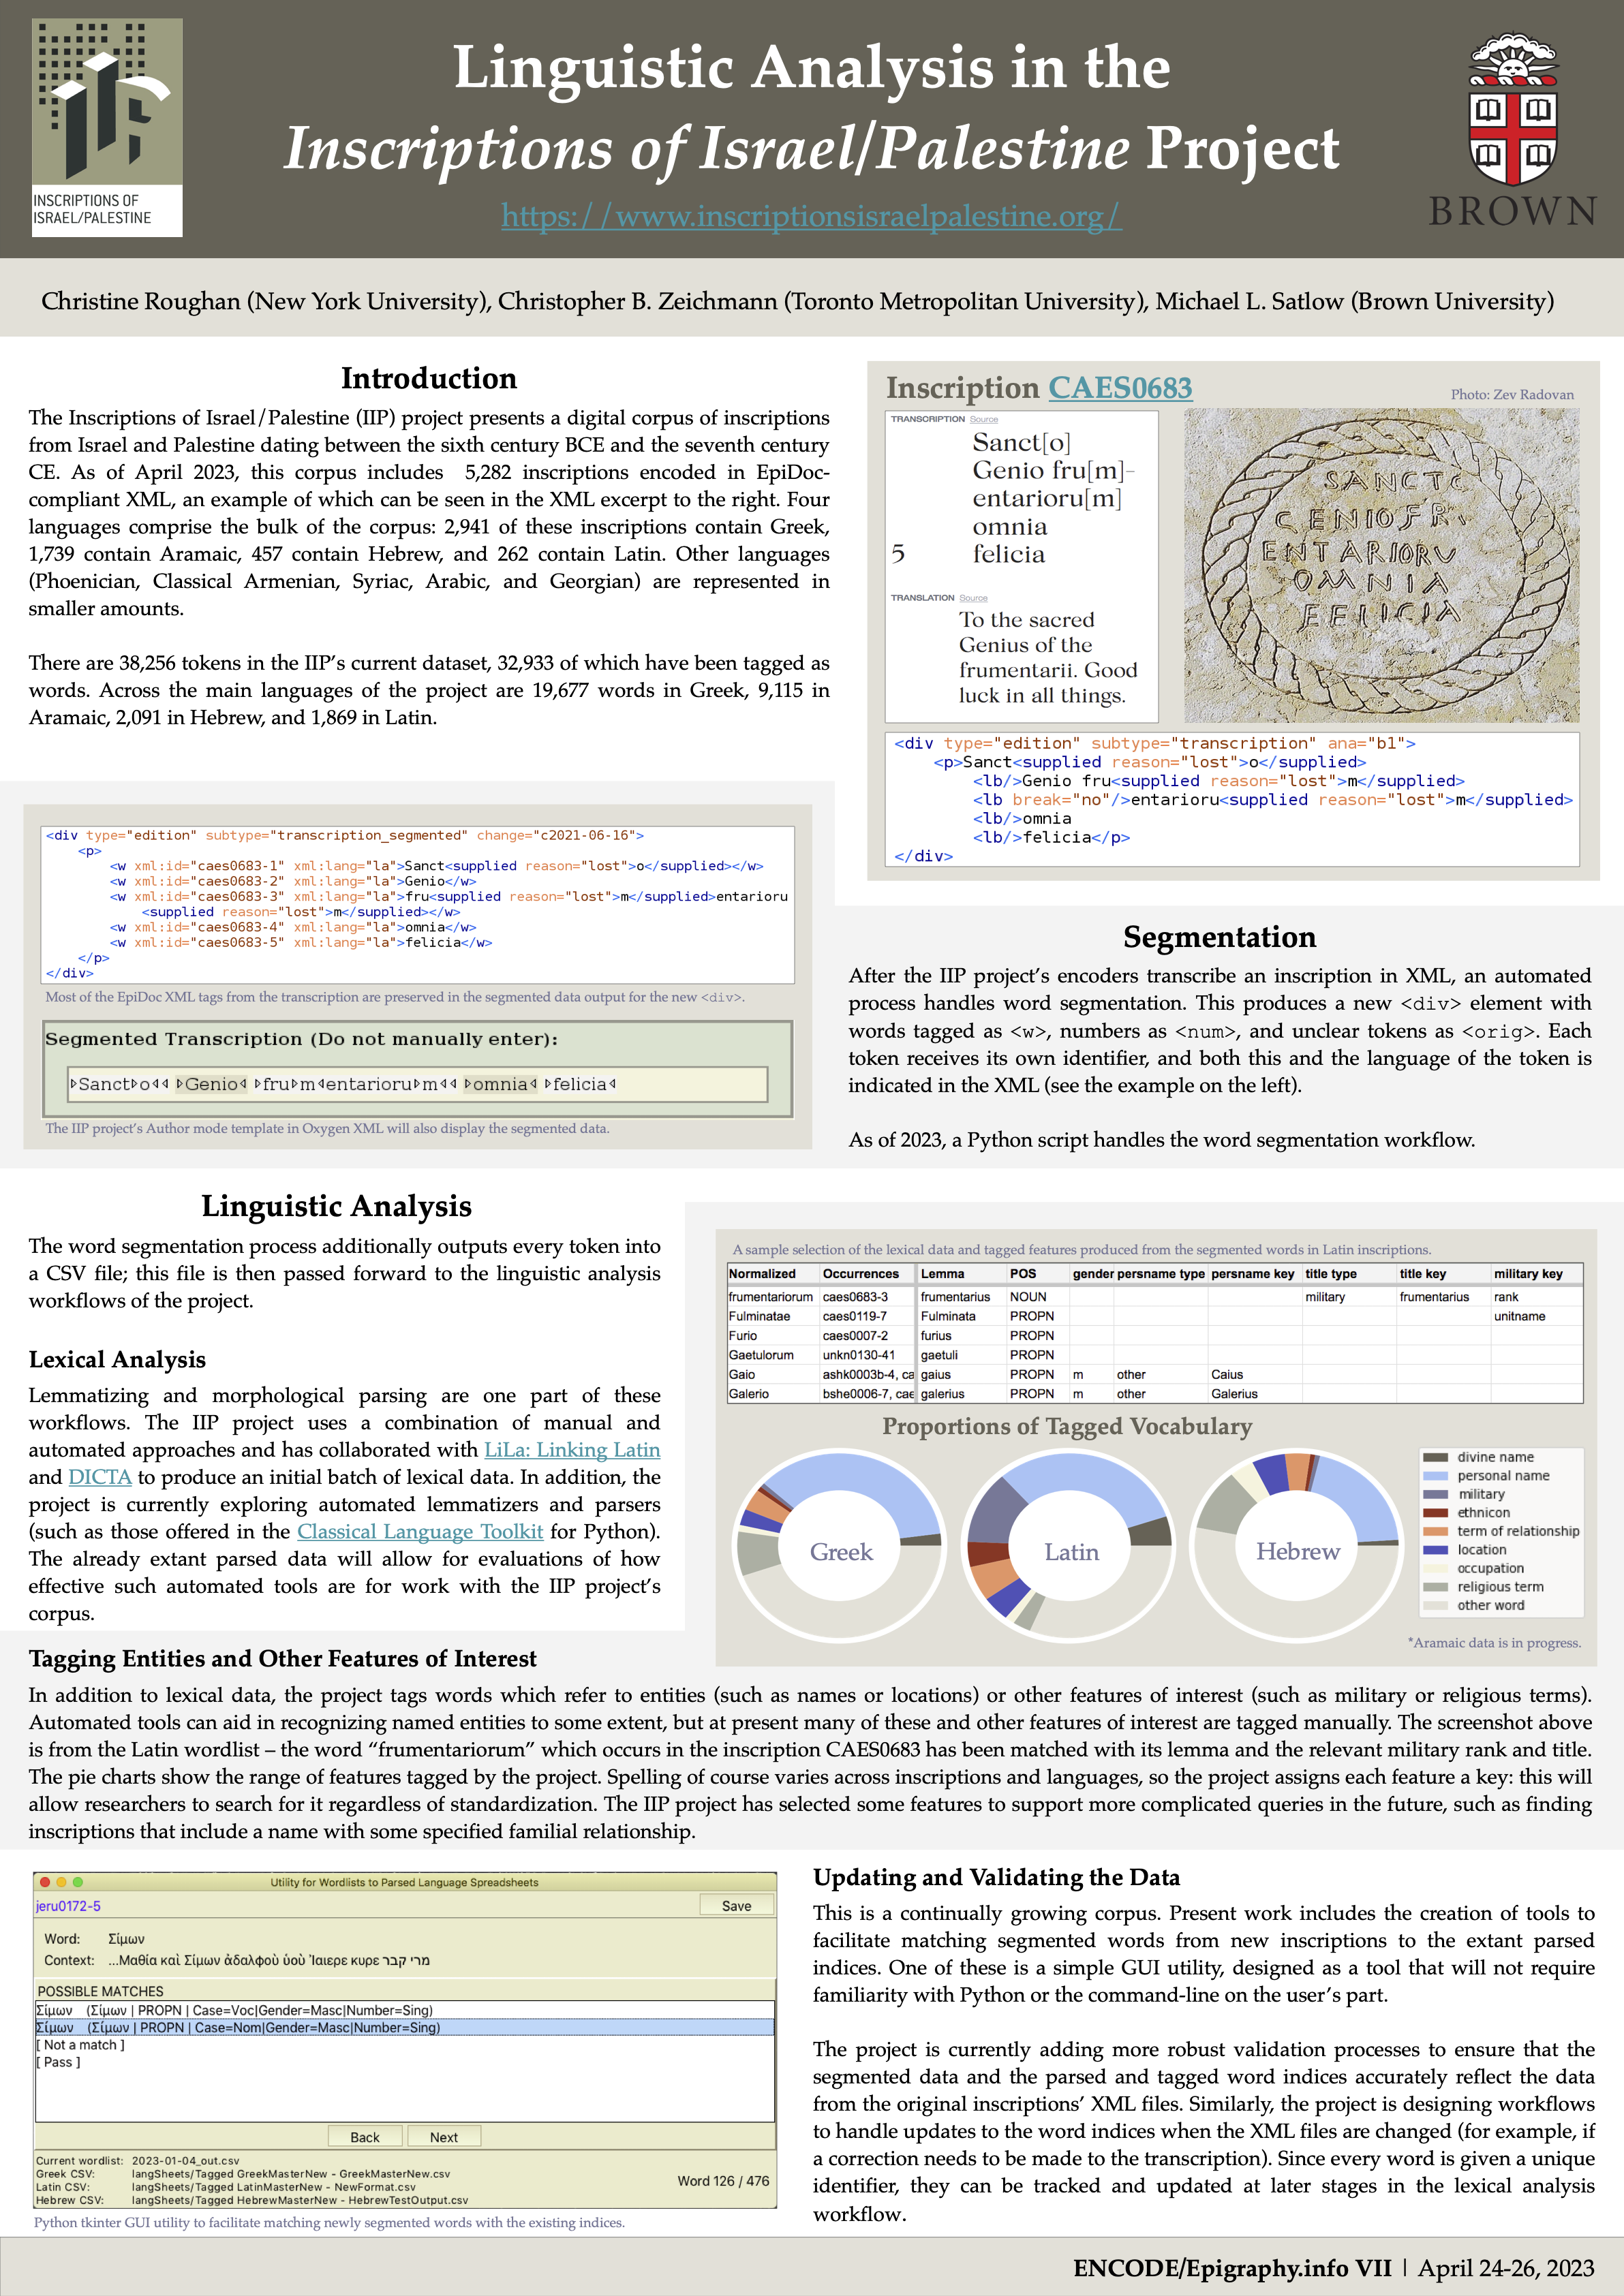 INSCRIPTIONS OF
ISRAEL/PALESTINE
Linguistic Analysis in the
Inscriptions of Israel/Palestine Project
https://www.inscriptionsisraelpalestine.org/
BROWN
Christine Roughan (New York University), Christopher B. Zeichmann (Toronto Metropolitan University), Michael L. Satlow (Brown University)
Introduction
The Inscriptions of Israel/Palestine (IIP) project presents a digital corpus of inscriptions
from Israel and Palestine dating between the sixth century BCE and the seventh century
CE. As of April 2023, this corpus includes 5,282 inscriptions encoded in EpiDoc-
compliant XML, an example of which can be seen in the XML excerpt to the right. Four
languages comprise the bulk of the corpus: 2,941 of these inscriptions contain Greek,
1,739 contain Aramaic, 457 contain Hebrew, and 262 contain Latin. Other languages
(Phoenician, Classical Armenian, Syriac, Arabic, and Georgian) are represented in
smaller amounts.
There are 38,256 tokens in the IIP's current dataset, 32,933 of which have been tagged as
words. Across the main languages of the project are 19,677 words in Greek, 9,115 in
Aramaic, 2,091 in Hebrew, and 1,869 in Latin.
Inscription CAES0683
Photo: Zev Radovan
TRANSCRIPTION Source
Sanct[o]
Genio fru[m]-
entarioru[m]
omnia
5 felicia
TRANSLATION Source
To the sacred
Genius of the
frumentarii. Good
luck in all things.
SANCTC
GENIOFR
ENTARIORV
OMNIA
FELICIA
<div type="edition" subtype="transcription" ana="b1">
<p>Sanct<supplied reason="lost">o</supplied>
<lb/>Genio fru<supplied reason="lost">m</supplied>
<lb break="no"/>entarioru<supplied reason="lost">m</supplied>
<lb/>omnia
<lb/>felicia</p>
</div>
<div type="edition" subtype="transcription_segmented" change="c2021-06-16">
<p>
<w xml:id="caes0683-1" xml:lang="la">Sanct<supplied reason="lost">o</supplied></w>
<w xml:id="caes0683-2" xml:lang="la">Genio</w>
<w xml:id="caes0683-3" xml:lang="la">fru<supplied reason="lost">m</supplied>entarioru
<supplied reason="lost">m</supplied></w>
<w xml:id="caes0683-4" xml:lang="la">omnia</w>
<w xml:id="caes0683-5" xml:lang="la">felicia</w>
</p>
</div>
Most of the EpiDoc XML tags from the transcription are preserved in the segmented data output for the new <div>.
Segmented Transcription (Do not manually enter):
Sanct o Genio fru m entarioru m omnia felicia
The IIP project's Author mode template in Oxygen XML will also display the segmented data.
Segmentation
After the IIP project's encoders transcribe an inscription in XML, an automated
process handles word segmentation. This produces a new <div> element with
words tagged as <w>, numbers as <num>, and unclear tokens as <orig>. Each
token receives its own identifier, and both this and the language of the token is
indicated in the XML (see the example on the left).
As of 2023, a Python script handles the word segmentation workflow.
Linguistic Analysis
The word segmentation process additionally outputs every token into
a CSV file; this file is then passed forward to the linguistic analysis
workflows of the project.
Lexical Analysis
Lemmatizing and morphological parsing are one part of these
workflows. The IIP project uses a combination of manual and
automated approaches and has collaborated with LiLa: Linking Latin
and DICTA to produce an initial batch of lexical data. In addition, the
project is currently exploring automated lemmatizers and parsers
(such as those offered in the Classical Language Toolkit for Python).
The already extant parsed data will allow for evaluations of how
effective such automated tools are for work with the IIP project's
corpus.
A sample selection of the lexical data and tagged features produced from the segmented words in Latin inscriptions.
Normalized Occurrences Lemma POS gender persname type persname key title type title key military key
frumentariorum caes0683-3 frumentarius NOUN military frumentarius rank
Fulminatae caes0119-7 Fulminata PROPN unitname
Furio caes0007-2 furius PROPN
Gaetulorum unkn0130-41 gaetuli PROPN
Gaio ashk0003b-4, ca gaius PROPN m other Caius
Galerio bshe0006-7, cae galerius PROPN m other Galerius
Proportions of Tagged Vocabulary
Greek
Latin
Hebrew
divine name
personal name
military
ethnicon
term of relationship
location
occupation
religious term
other word
*Aramaic data is in progress.
Tagging Entities and Other Features of Interest
In addition to lexical data, the project tags words which refer to entities (such as names or locations) or other features of interest (such as military or religious terms).
Automated tools can aid in recognizing named entities to some extent, but at present many of these and other features of interest are tagged manually. The screenshot above
is from the Latin wordlist – the word “frumentariorum” which occurs in the inscription CAES0683 has been matched with its lemma and the relevant military rank and title.
The pie charts show the range of features tagged by the project. Spelling of course varies across inscriptions and languages, so the project assigns each feature a key: this will
allow researchers to search for it regardless of standardization. The IIP project has selected some features to support more complicated queries in the future, such as finding
inscriptions that include a name with some specified familial relationship.
Utility for Wordlists to Parsed Language Spreadsheets
jeru0172-5
Save
Word: Σίμων
Context: ...Μαθία καὶ Σίμων ἀδαλφοὺ ὑοὺ Ἰαιερε κυρε מרי קבר
POSSIBLE MATCHES
Σίμων (Σίμων | PROPN | Case=Voc|Gender=Masc|Number=Sing)
Σίμων (Σίμων | PROPN | Case=Nom|Gender=Masc|Number=Sing)
[ Not a match ]
[ Pass ]
Back Next
Current wordlist: 2023-01-04_out.csv
Greek CSV: langSheets/Tagged GreekMasterNew - GreekMasterNew.csv
Latin CSV: langSheets/Tagged LatinMasterNew - NewFormat.csv
Hebrew CSV: langSheets/Tagged HebrewMasterNew - HebrewTestOutput.csv
Word 126 / 476
Python tkinter GUI utility to facilitate matching newly segmented words with the existing indices.
Updating and Validating the Data
This is a continually growing corpus. Present work includes the creation of tools to
facilitate matching segmented words from new inscriptions to the extant parsed
indices. One of these is a simple GUI utility, designed as a tool that will not require
familiarity with Python or the command-line on the user's part.
The project is currently adding more robust validation processes to ensure that the
segmented data and the parsed and tagged word indices accurately reflect the data
from the original inscriptions' XML files. Similarly, the project is designing workflows
to handle updates to the word indices when the XML files are changed (for example, if
a correction needs to be made to the transcription). Since every word is given a unique
identifier, they can be tracked and updated at later stages in the lexical analysis
workflow.
ENCODE/Epigraphy.info VII | April 24-26, 2023